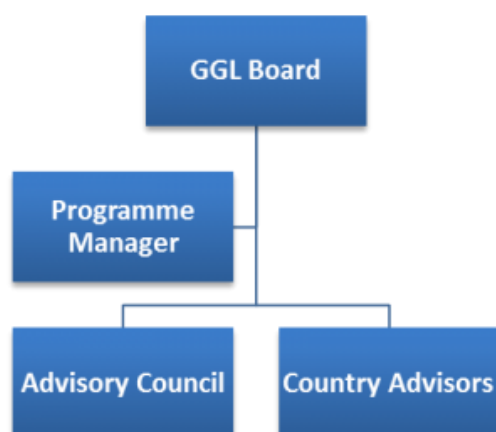 GGL Board
Programme
Manager
Advisory Council
Country Advisors